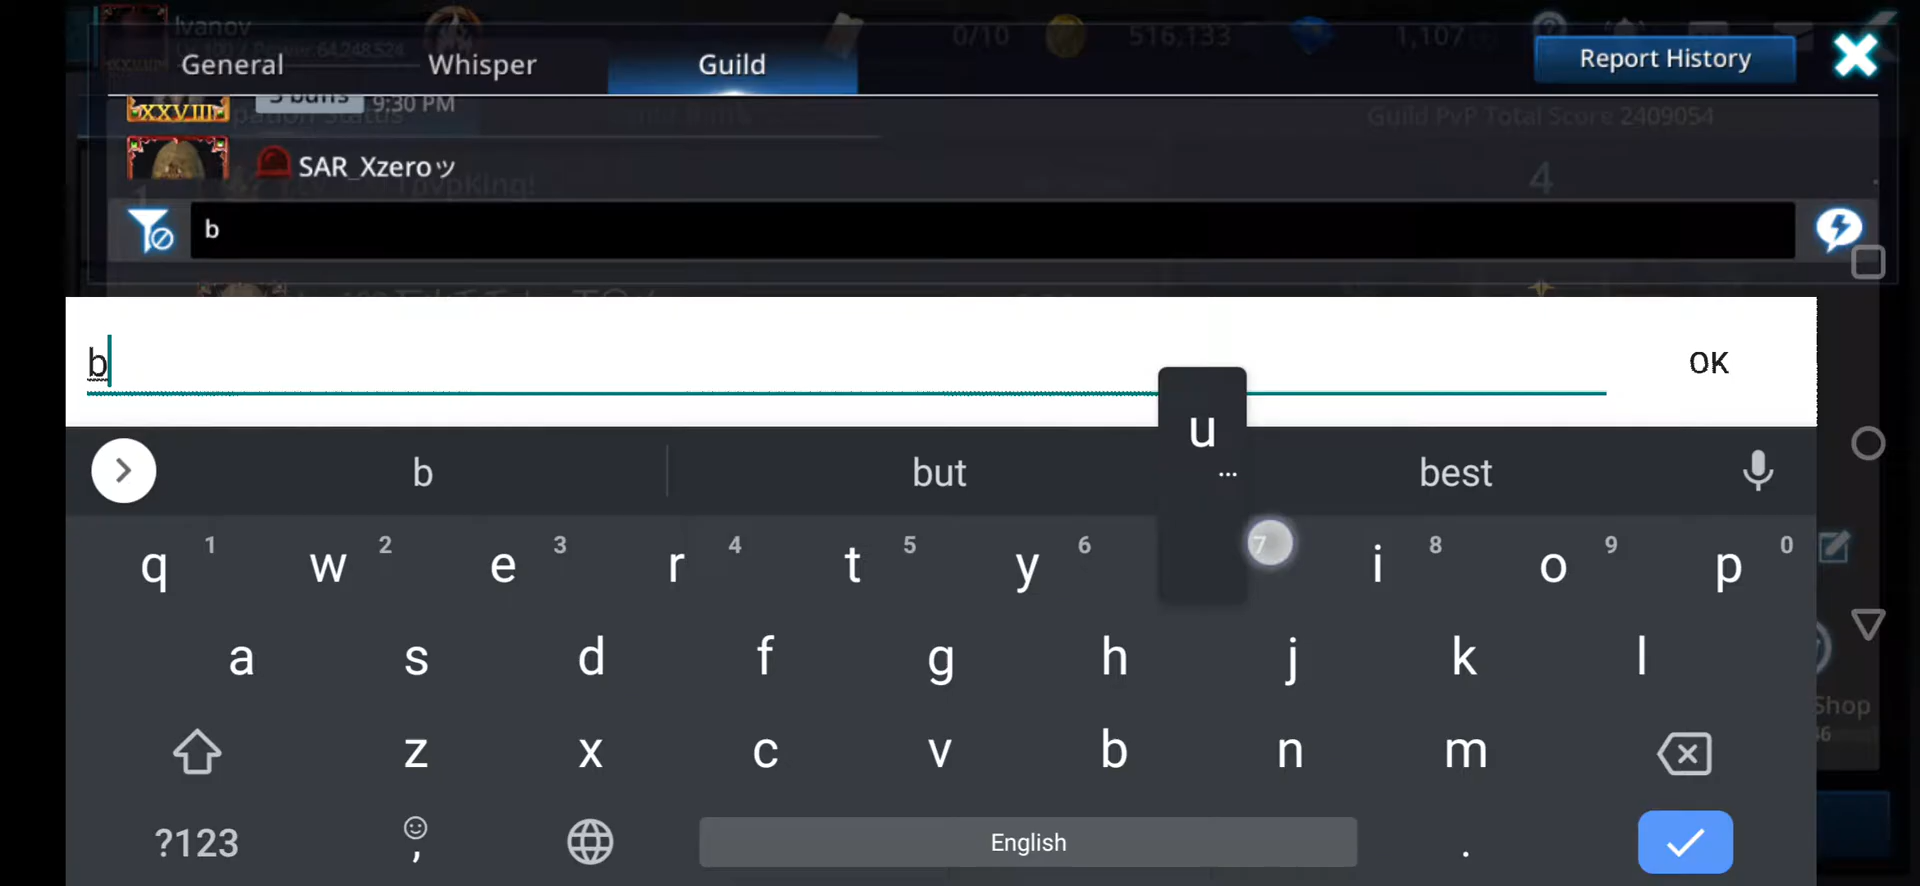 Ivanov
0/10
516,133
1,107
General
Whisper
Guild
Report History
XXVIII
9:30 PM
Guild PvP Total Score 2409054
4
SAR_Xzeroッ
b
b
OK
u
...
b
but
best
q 1 w 2 e 3 r 4 t 5 y 6 7 i 8 o 9 p 0
a s d f g h j k l
z x c v b n m
Shop
?123
,
English
.